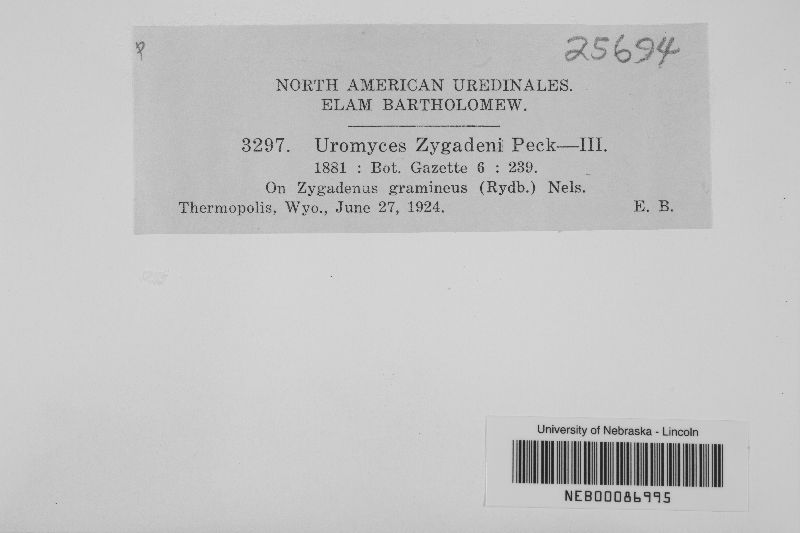 25694
NORTH AMERICAN UREDINALES.
ELAM BARTHOLOMEW.
3297. Uromyces Zygadeni Peck—III.
1881 : Bot. Gazette 6 : 239.
On Zygadenus gramineus (Rydb.) Nels.
Thermopolis, Wyo., June 27, 1924. E. B.
University of Nebraska - Lincoln
NEB00086995